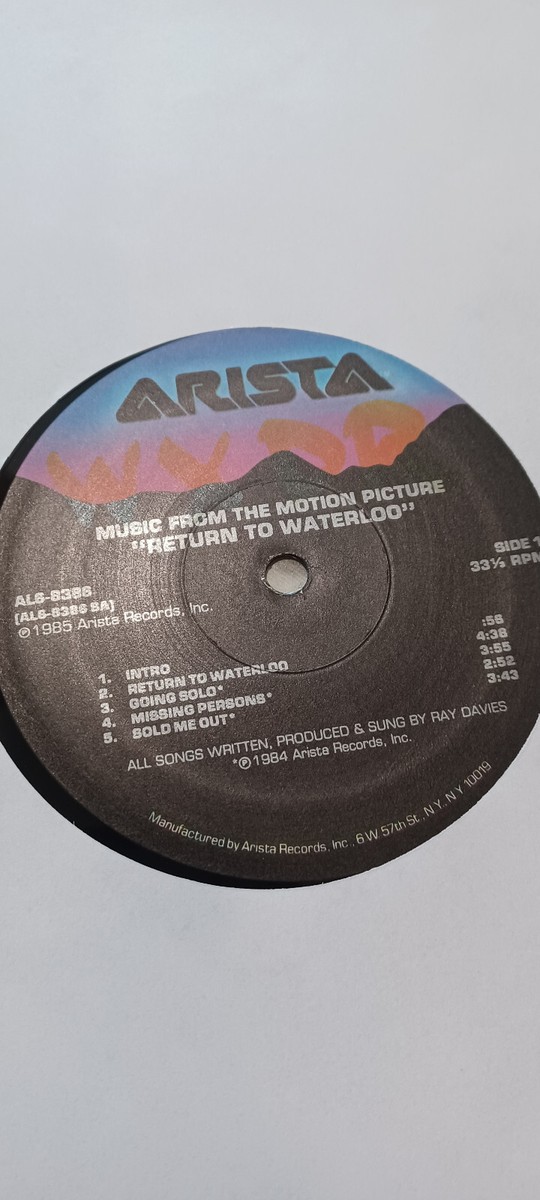 ARISTA
WYDD
MUSIC FROM THE MOTION PICTURE
"RETURN TO WATERLOO"
AL6-8386
[AL6-8386 SA]
℗1985 Arista Records, Inc.
SIDE 1
33⅓ RPM
1. INTRO :56
2. RETURN TO WATERLOO 4:38
3. GOING SOLO* 3:55
4. MISSING PERSONS* 2:52
5. SOLD ME OUT* 3:43
ALL SONGS WRITTEN, PRODUCED & SUNG BY RAY DAVIES
*℗1984 Arista Records, Inc.
Manufactured by Arista Records, Inc., 6 W. 57th St., N.Y., N.Y. 10019